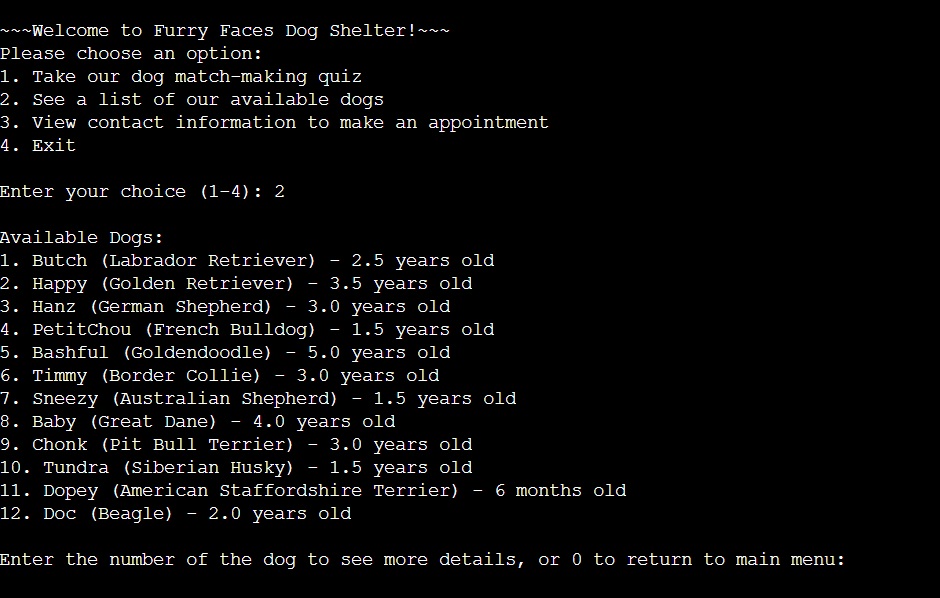 ~~~Welcome to Furry Faces Dog Shelter!~~~
Please choose an option:
1. Take our dog match-making quiz
2. See a list of our available dogs
3. View contact information to make an appointment
4. Exit
Enter your choice (1-4): 2
Available Dogs:
1. Butch (Labrador Retriever) - 2.5 years old
2. Happy (Golden Retriever) - 3.5 years old
3. Hanz (German Shepherd) - 3.0 years old
4. PetitChou (French Bulldog) - 1.5 years old
5. Bashful (Goldendoodle) - 5.0 years old
6. Timmy (Border Collie) - 3.0 years old
7. Sneezy (Australian Shepherd) - 1.5 years old
8. Baby (Great Dane) - 4.0 years old
9. Chonk (Pit Bull Terrier) - 3.0 years old
10. Tundra (Siberian Husky) - 1.5 years old
11. Dopey (American Staffordshire Terrier) - 6 months old
12. Doc (Beagle) - 2.0 years old
Enter the number of the dog to see more details, or 0 to return to main menu: